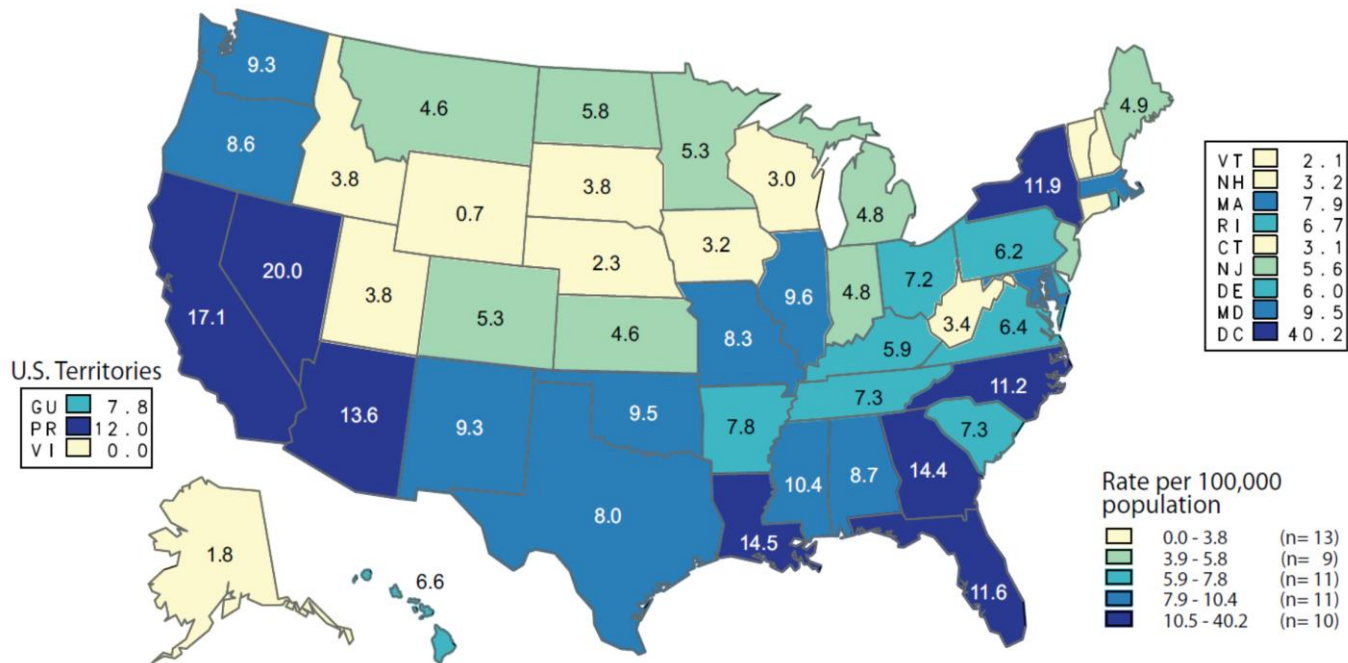 9.3
4.6
5.8
4.9
5.3
8.6
3.8
3.8
3.0
11.9
0.7
4.8
VT 2.1
NH 3.2
MA 7.9
RI 6.7
CT 3.1
NJ 5.6
DE 6.0
MD 9.5
DC 40.2
3.2
6.2
2.3
20.0
3.8
9.6
4.8
7.2
17.1
5.3
4.6
8.3
3.4
6.4
5.9
U.S. Territories
GU 7.8
PR 12.0
VI 0.0
13.6
9.3
9.5
7.8
7.3
11.2
7.3
10.4
8.7
14.4
8.0
14.5
Rate per 100,000
population
0.0 - 3.8 (n= 13)
3.9 - 5.8 (n= 9)
5.9 - 7.8 (n= 11)
7.9 - 10.4 (n= 11)
10.5 - 40.2 (n= 10)
1.8
6.6
11.6